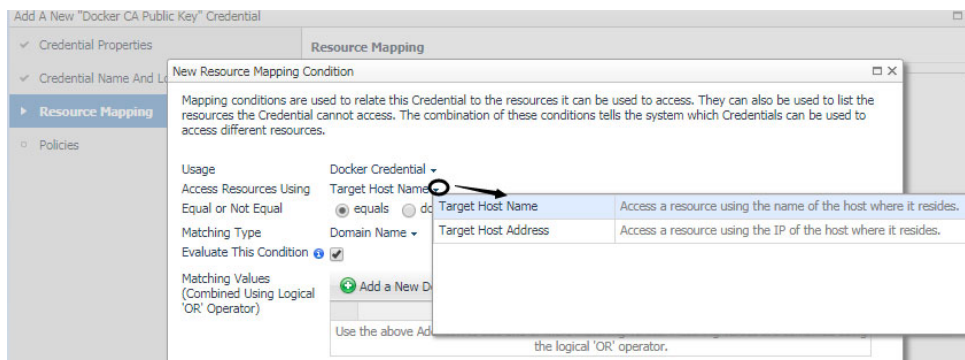 Add A New "Docker CA Public Key" Credential
Credential Properties
Resource Mapping
Credential Name And Lo
New Resource Mapping Condition
Mapping conditions are used to relate this Credential to the resources it can be used to access. They can also be used to list the
resources the Credential cannot access. The combination of these conditions tells the system which Credentials can be used to
access different resources.
Resource Mapping
Policies
Usage Docker Credential
Access Resources Using Target Host Name
Target Host Name Access a resource using the name of the host where it resides.
Equal or Not Equal equals do
Matching Type Domain Name
Target Host Address Access a resource using the IP of the host where it resides.
Evaluate This Condition
Matching Values
(Combined Using Logical
'OR' Operator)
Add a New D
Use the above Ad
the logical 'OR' operator.